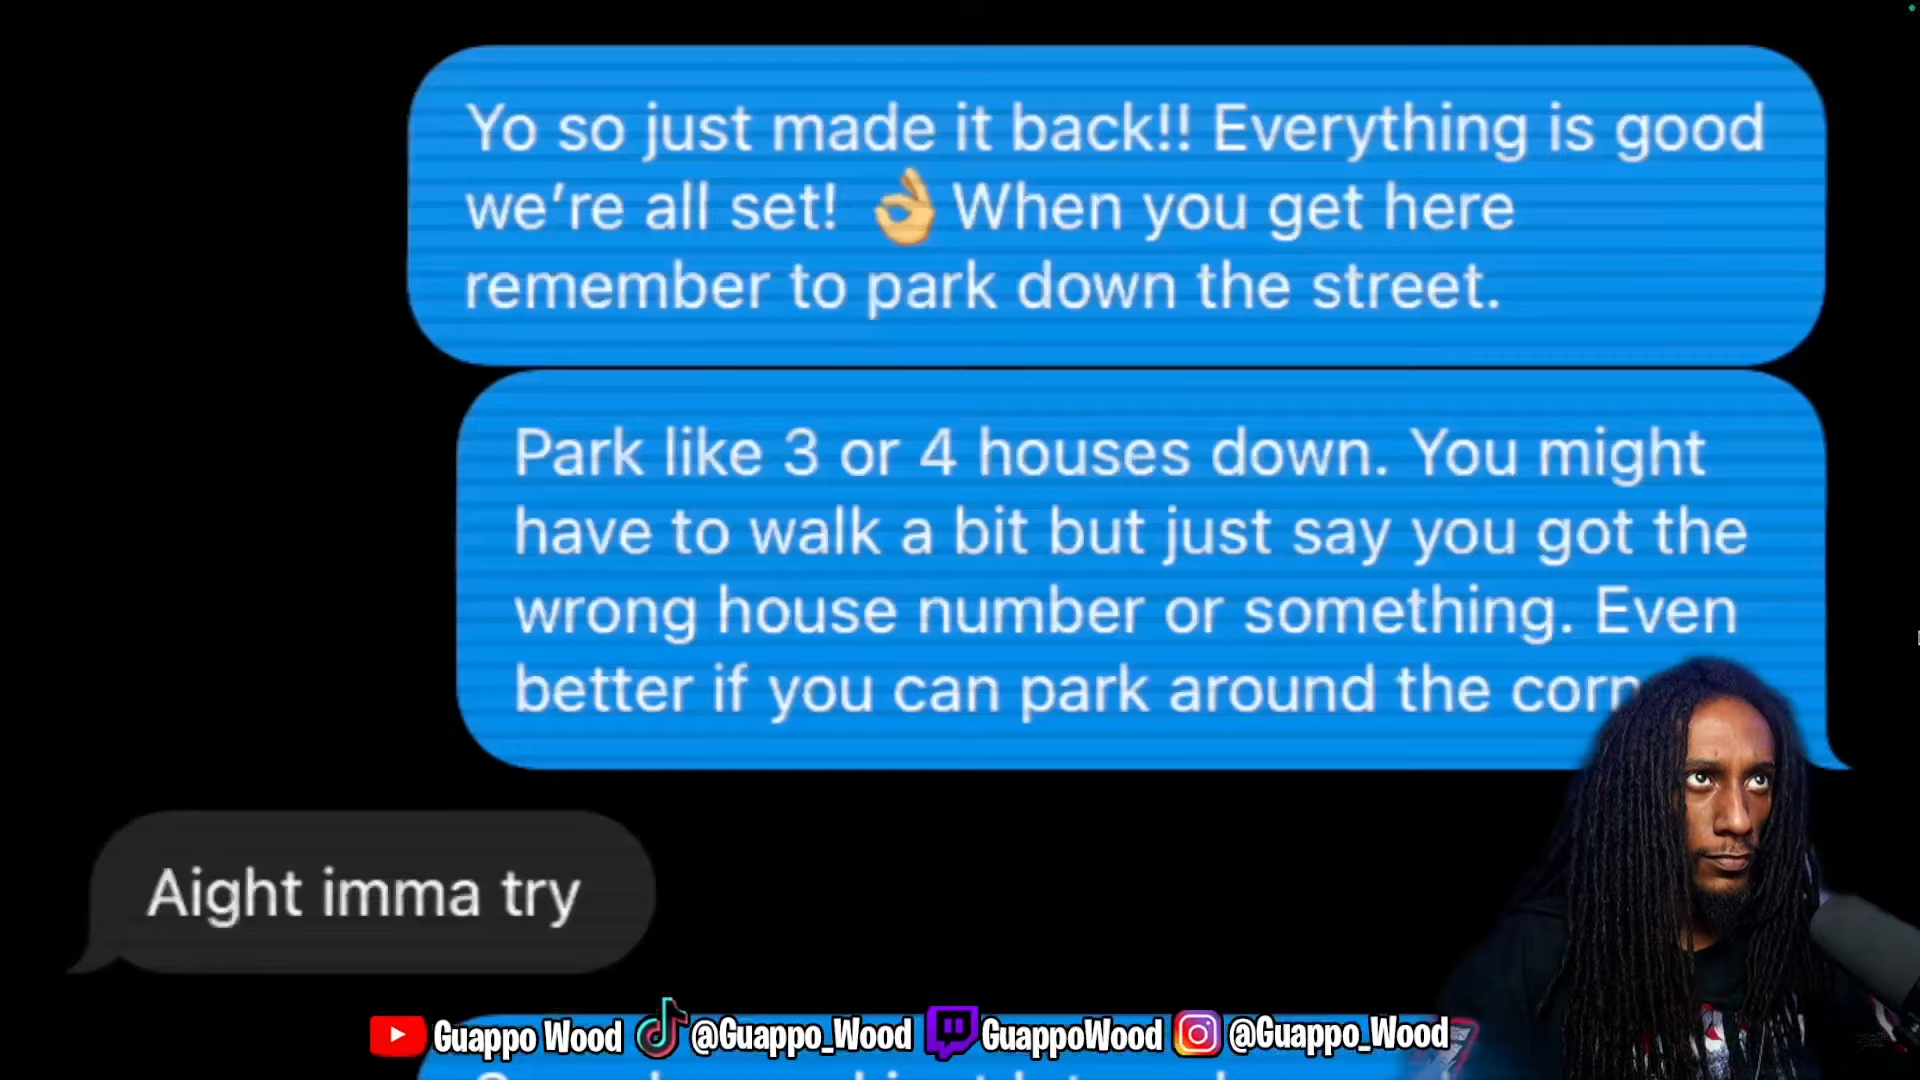 Yo so just made it back!! Everything is good
we're all set! 👌 When you get here
remember to park down the street.
Park like 3 or 4 houses down. You might
have to walk a bit but just say you got the
wrong house number or something. Even
better if you can park around the
Aight imma try
Guappo Wood @Guappo_Wood GuappoWood @Guappo_Wood